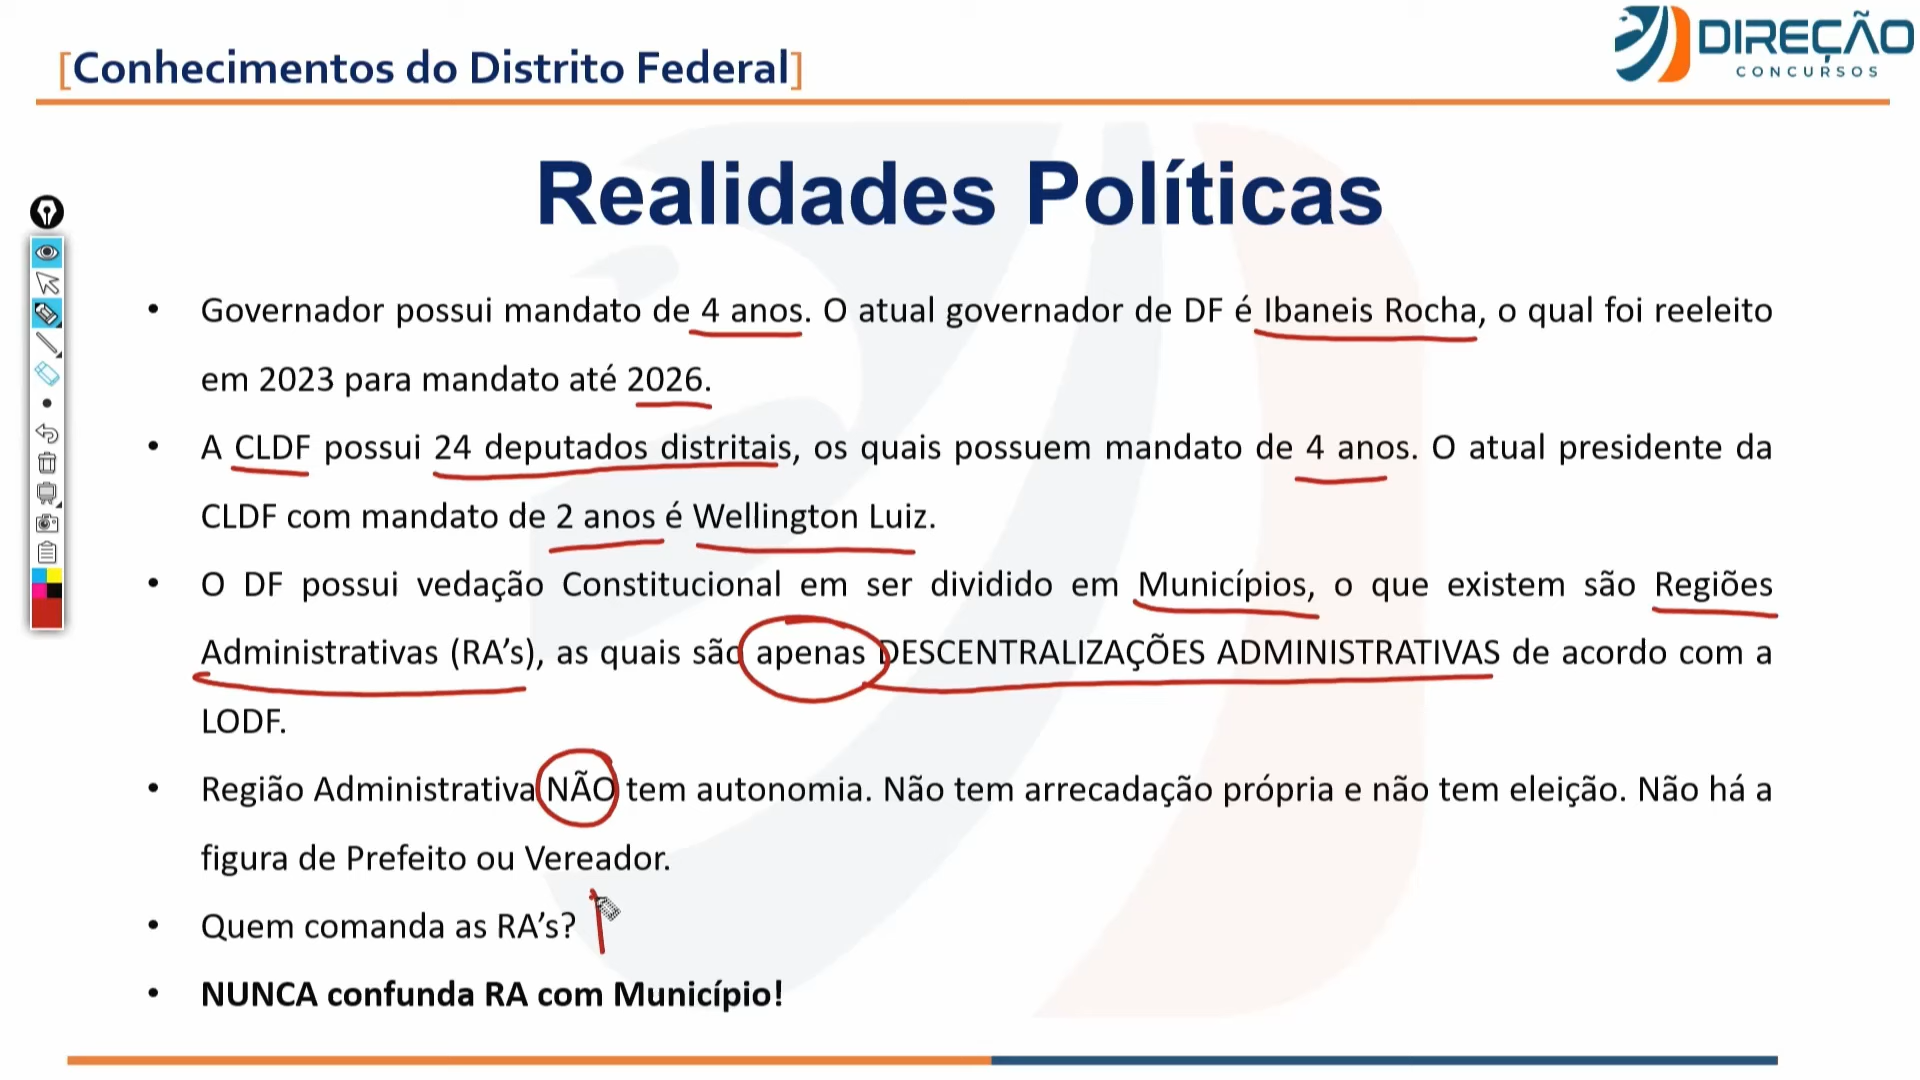 [Conhecimentos do Distrito Federal]
DIREÇÃO
CONCURSOS
Realidades Políticas
• Governador possui mandato de 4 anos. O atual governador de DF é Ibaneis Rocha, o qual foi reeleito
em 2023 para mandato até 2026.
• A CLDF possui 24 deputados distritais, os quais possuem mandato de 4 anos. O atual presidente da
CLDF com mandato de 2 anos é Wellington Luiz.
• O DF possui vedação Constitucional em ser dividido em Municípios, o que existem são Regiões
Administrativas (RA’s), as quais são apenas DESCENTRALIZAÇÕES ADMINISTRATIVAS de acordo com a
LODF.
• Região Administrativa NÃO tem autonomia. Não tem arrecadação própria e não tem eleição. Não há a
figura de Prefeito ou Vereador.
• Quem comanda as RA’s?
• NUNCA confunda RA com Município!